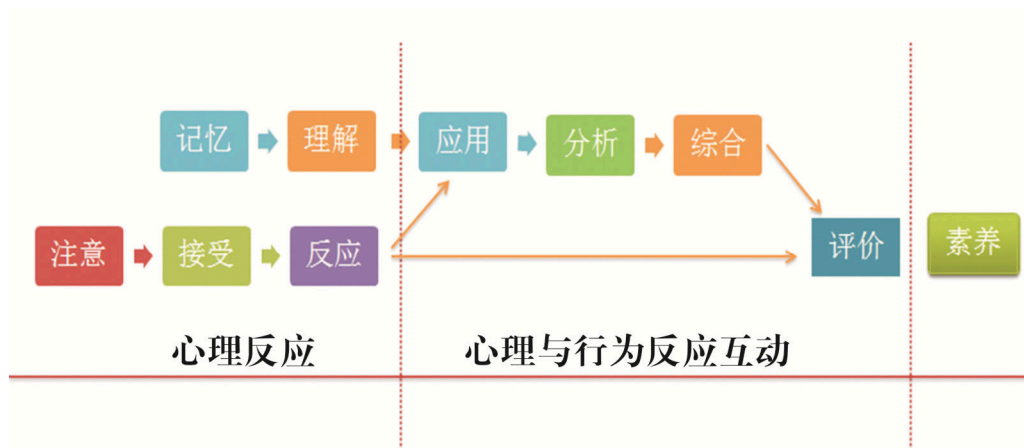 记忆
理解
应用
分析
综合
注意
接受
反应
评价
素养
心理反应
心理与行为反应互动